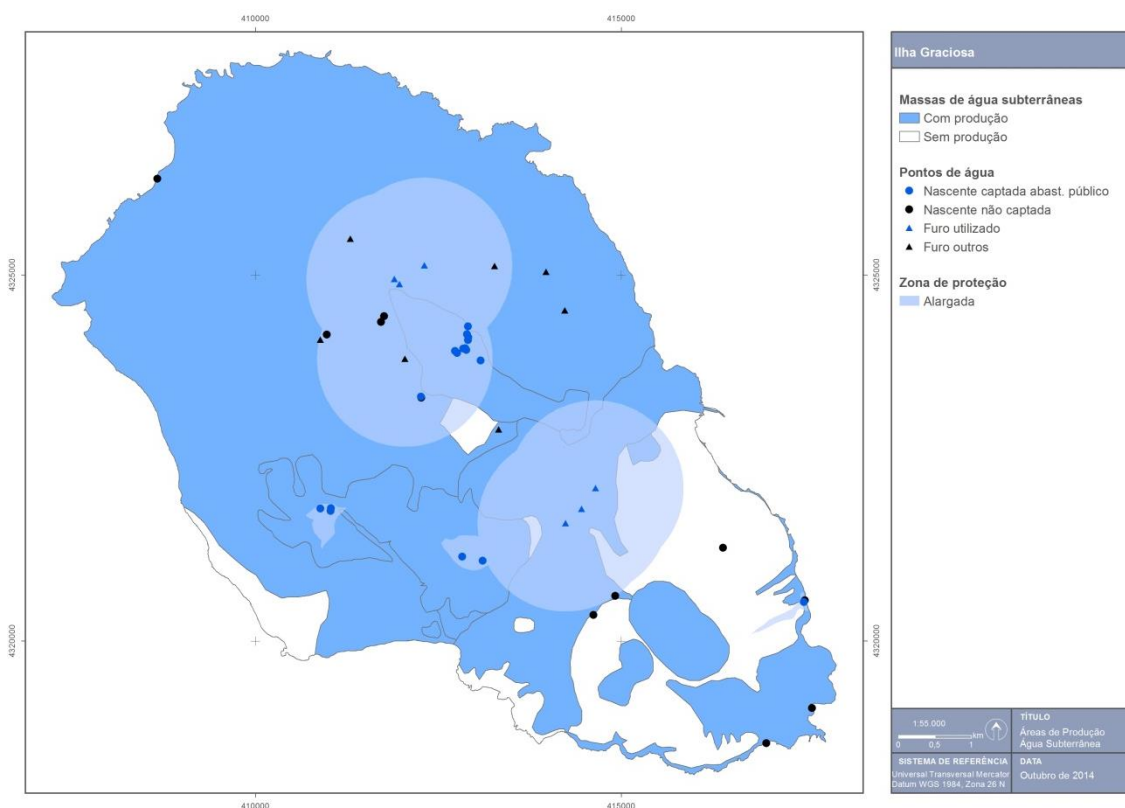 410000
415000
4325000
4325000
4320000
4320000
410000
415000
Ilha Graciosa
Massas de água subterrâneas
Com produção
Sem produção
Pontos de água
Nascente captada abast. público
Nascente não captada
Furo utilizado
Furo outros
Zona de proteção
Alargada
1:55.000
km
0 0,5 1
TÍTULO
Áreas de Produção
Água Subterrânea
SISTEMA DE REFERÊNCIA
Universal Transversal Mercator
Datum WGS 1984, Zona 26 N
DATA
Outubro de 2014